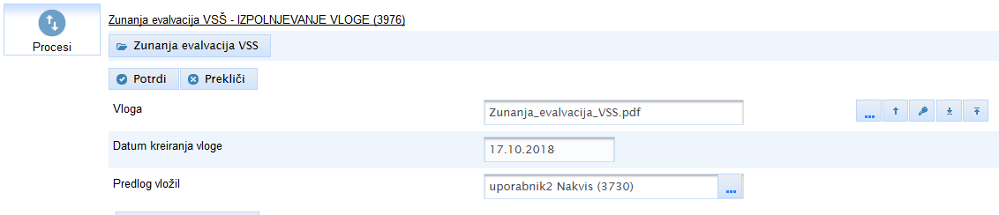 Procesi
Zunanja evalvacija VSŠ - IZPOLNJEVANJE VLOGE (3976)
Zunanja evalvacija VSS
Potrdi Prekliči
Vloga Zunanja_evalvacija_VSS.pdf ...
Datum kreiranja vloge 17.10.2018
Predlog vložil uporabnik2 Nakvis (3730) ...